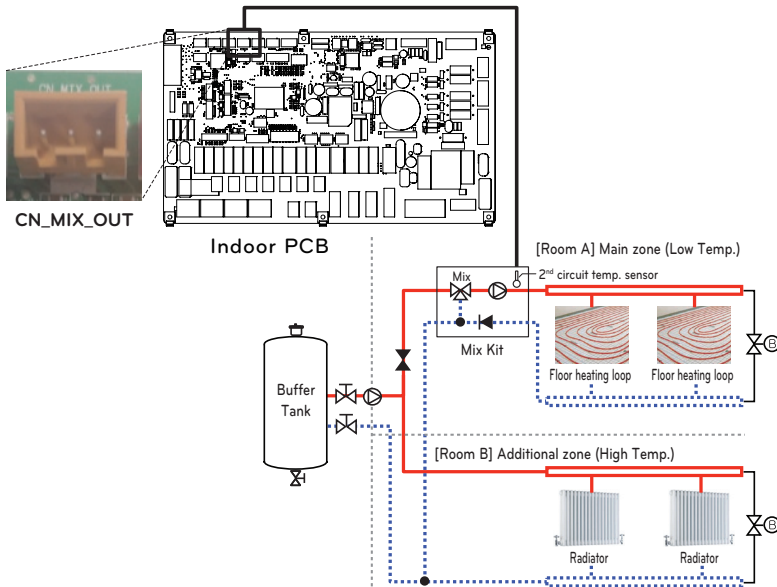 CN_MIX_OUT
CN_MIX_OUT
Indoor PCB
[Room A] Main zone (Low Temp.)
Mix
2nd circuit temp. sensor
Mix Kit
Floor heating loop
Floor heating loop
B
Buffer
Tank
[Room B] Additional zone (High Temp.)
B
Radiator
Radiator